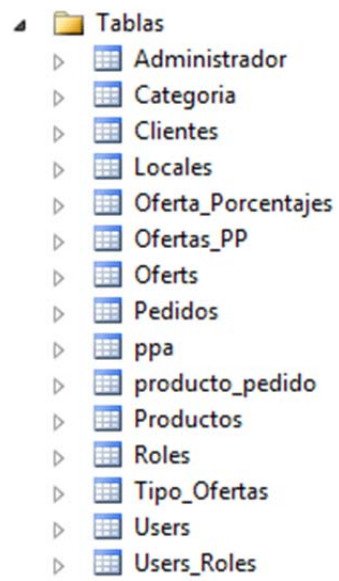 Tablas
Administrador
Categoria
Clientes
Locales
Oferta_Porcentajes
Ofertas_PP
Oferts
Pedidos
ppa
producto_pedido
Productos
Roles
Tipo_Ofertas
Users
Users_Roles